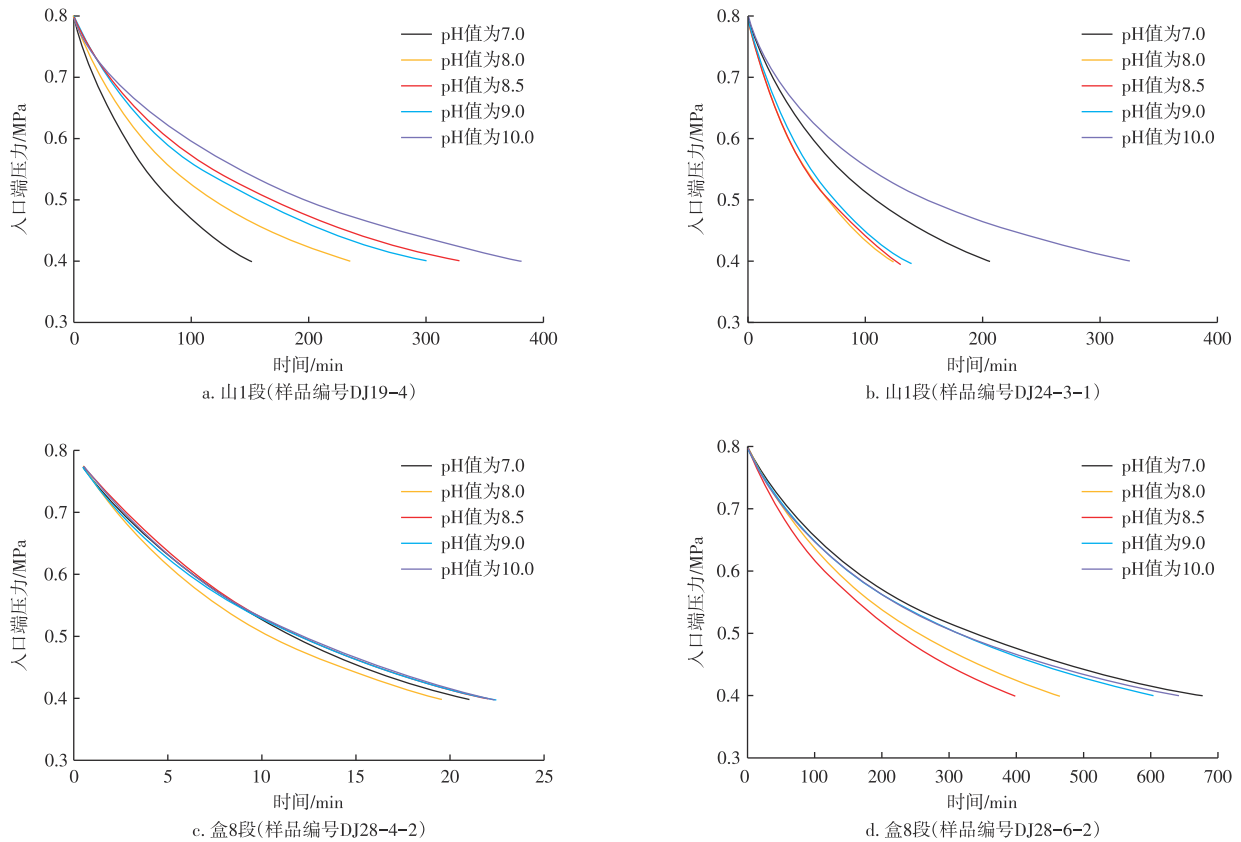 0.8
0.7
0.6
0.5
0.4
0.3
入口端压力/MPa
pH值为7.0
pH值为8.0
pH值为8.5
pH值为9.0
pH值为10.0
0 100 200 300 400
时间/min
a. 山1段(样品编号DJ19-4)
0.8
0.7
0.6
0.5
0.4
0.3
入口端压力/MPa
pH值为7.0
pH值为8.0
pH值为8.5
pH值为9.0
pH值为10.0
0 100 200 300 400
时间/min
b. 山1段(样品编号DJ24-3-1)
0.8
0.7
0.6
0.5
0.4
0.3
入口端压力/MPa
pH值为7.0
pH值为8.0
pH值为8.5
pH值为9.0
pH值为10.0
0 5 10 15 20 25
时间/min
c. 盒8段(样品编号DJ28-4-2)
0.8
0.7
0.6
0.5
0.4
0.3
入口端压力/MPa
pH值为7.0
pH值为8.0
pH值为8.5
pH值为9.0
pH值为10.0
0 100 200 300 400 500 600 700
时间/min
d. 盒8段(样品编号DJ28-6-2)